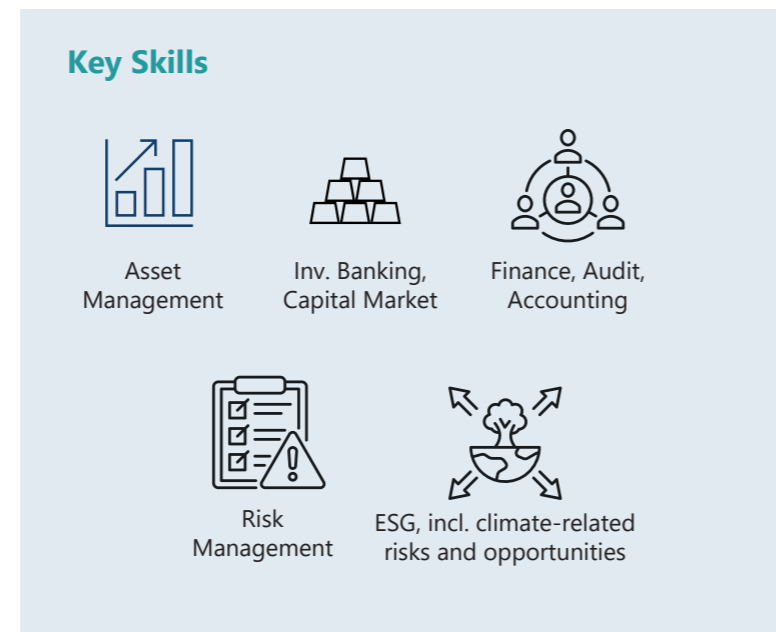 Key Skills
Asset
Management
Inv. Banking,
Capital Market
Finance, Audit,
Accounting
Risk
Management
ESG, incl. climate-related
risks and opportunities